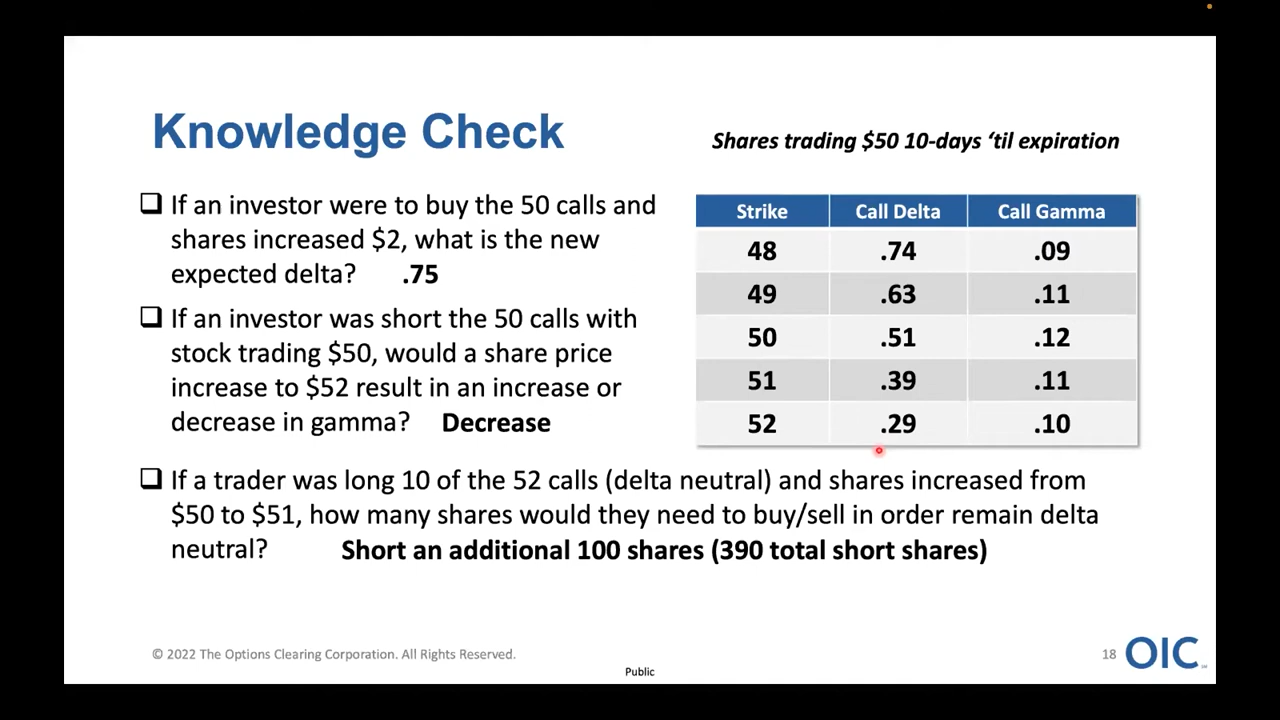 Knowledge Check
Shares trading $50 10-days ‘til expiration
If an investor were to buy the 50 calls and
shares increased $2, what is the new
expected delta? .75
If an investor was short the 50 calls with
stock trading $50, would a share price
increase to $52 result in an increase or
decrease in gamma? Decrease
Strike Call Delta Call Gamma
48 .74 .09
49 .63 .11
50 .51 .12
51 .39 .11
52 .29 .10
If a trader was long 10 of the 52 calls (delta neutral) and shares increased from
$50 to $51, how many shares would they need to buy/sell in order remain delta
neutral? Short an additional 100 shares (390 total short shares)
© 2022 The Options Clearing Corporation. All Rights Reserved.
18 OIC
Public